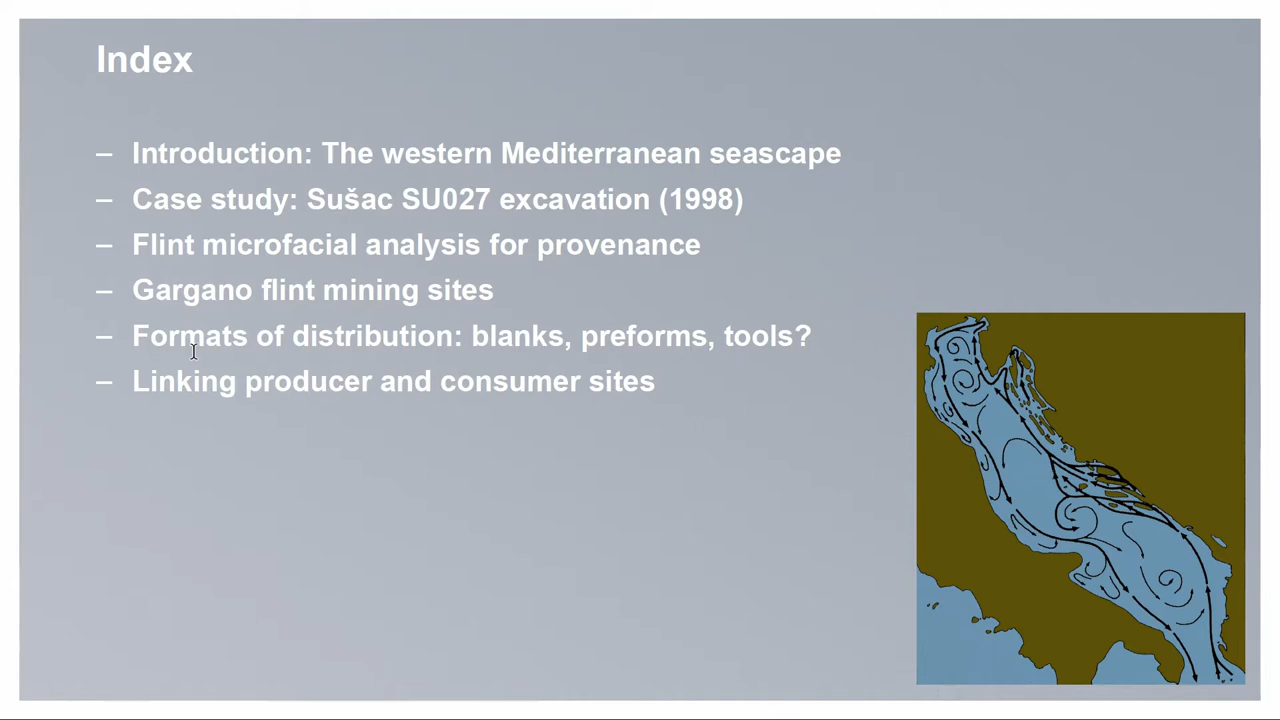 Index
– Introduction: The western Mediterranean seascape
– Case study: Sušac SU027 excavation (1998)
– Flint microfacial analysis for provenance
– Gargano flint mining sites
– Formats of distribution: blanks, preforms, tools?
– Linking producer and consumer sites